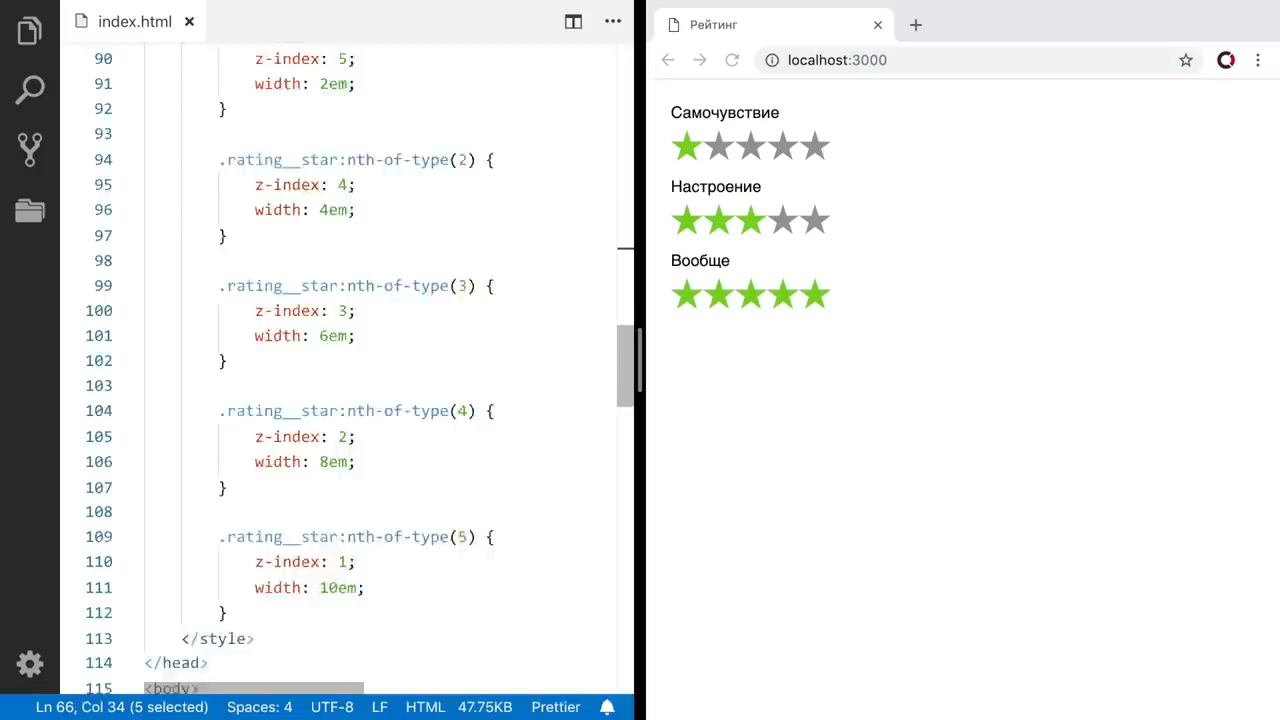 index.html
90 z-index: 5;
91 width: 2em;
92 }
93
94 .rating__star:nth-of-type(2) {
95 z-index: 4;
96 width: 4em;
97 }
98
99 .rating__star:nth-of-type(3) {
100 z-index: 3;
101 width: 6em;
102 }
103
104 .rating__star:nth-of-type(4) {
105 z-index: 2;
106 width: 8em;
107 }
108
109 .rating__star:nth-of-type(5) {
110 z-index: 1;
111 width: 10em;
112 }
113 </style>
114 </head>
115 <body>
Ln 66, Col 34 (5 selected) Spaces: 4 UTF-8 LF HTML 47.75KB Prettier
Рейтинг
localhost:3000
Самочувствие
Настроение
Вообще